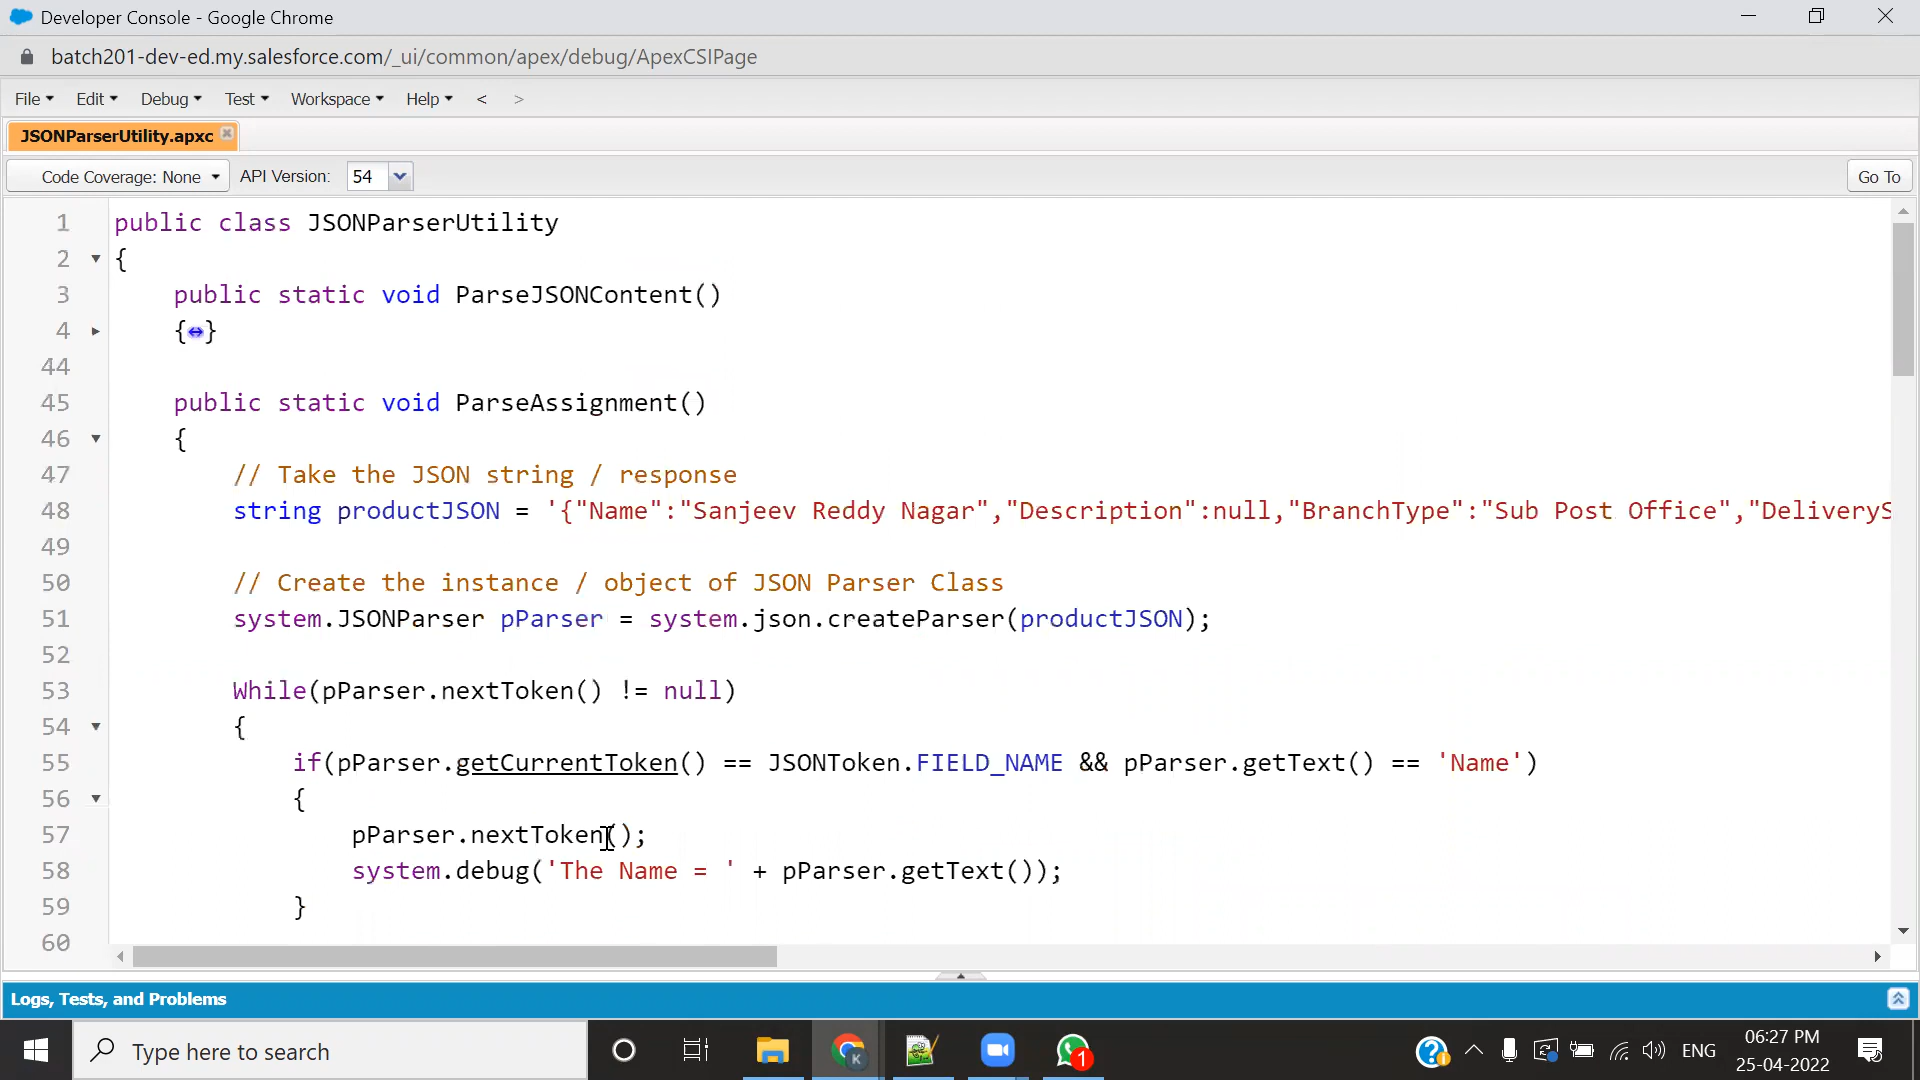 Developer Console - Google Chrome
batch201-dev-ed.my.salesforce.com/_ui/common/apex/debug/ApexCSIPage
File Edit Debug Test Workspace Help < >
JSONParserUtility.apxc
Code Coverage: None API Version: 54 Go To
1 public class JSONParserUtility
2 {
3 public static void ParseJSONContent()
4 {↔}
44
45 public static void ParseAssignment()
46 {
47 // Take the JSON string / response
48 string productJSON = '{"Name":"Sanjeev Reddy Nagar","Description":null,"BranchType":"Sub Post Office","DeliveryS
49
50 // Create the instance / object of JSON Parser Class
51 system.JSONParser pParser = system.json.createParser(productJSON);
52
53 While(pParser.nextToken() != null)
54 {
55 if(pParser.getCurrentToken() == JSONToken.FIELD_NAME && pParser.getText() == 'Name')
56 {
57 pParser.nextToken();
58 system.debug('The Name = ' + pParser.getText());
59 }
60
Logs, Tests, and Problems
Type here to search
K
1
ENG
06:27 PM
25-04-2022